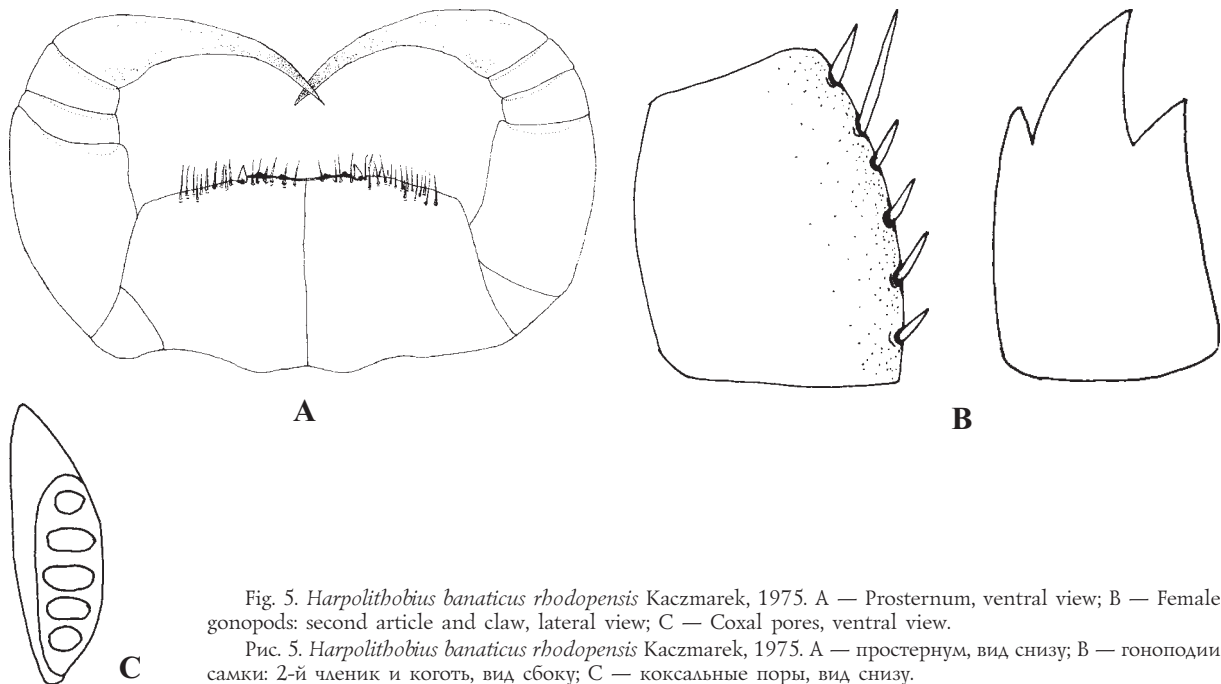 A
B
C
Fig. 5. Harpolithobius banaticus rhodopensis Kaczmarek, 1975. A — Prosternum, ventral view; B — Female
gonopods: second article and claw, lateral view; C — Coxal pores, ventral view.
Рис. 5. Harpolithobius banaticus rhodopensis Kaczmarek, 1975. A — простернум, вид снизу; B — гоноподии
самки: 2-й членик и коготь, вид сбоку; C — коксальные поры, вид снизу.